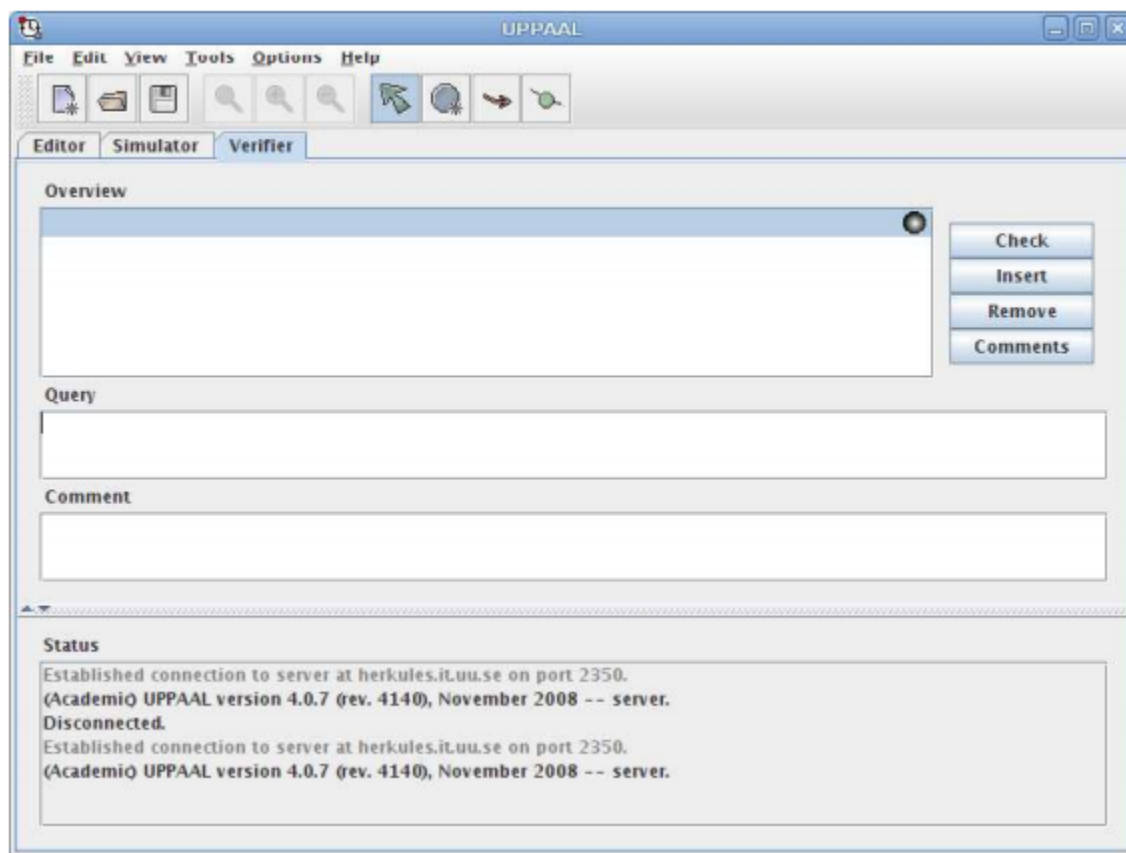 UPPAAL
File Edit View Tools Options Help
Editor Simulator Verifier
Overview
Check
Insert
Remove
Comments
Query
Comment
Status
Established connection to server at herkules.it.uu.se on port 2350.
(Academic) UPPAAL version 4.0.7 (rev. 4140), November 2008 -- server.
Disconnected.
Established connection to server at herkules.it.uu.se on port 2350.
(Academic) UPPAAL version 4.0.7 (rev. 4140), November 2008 -- server.